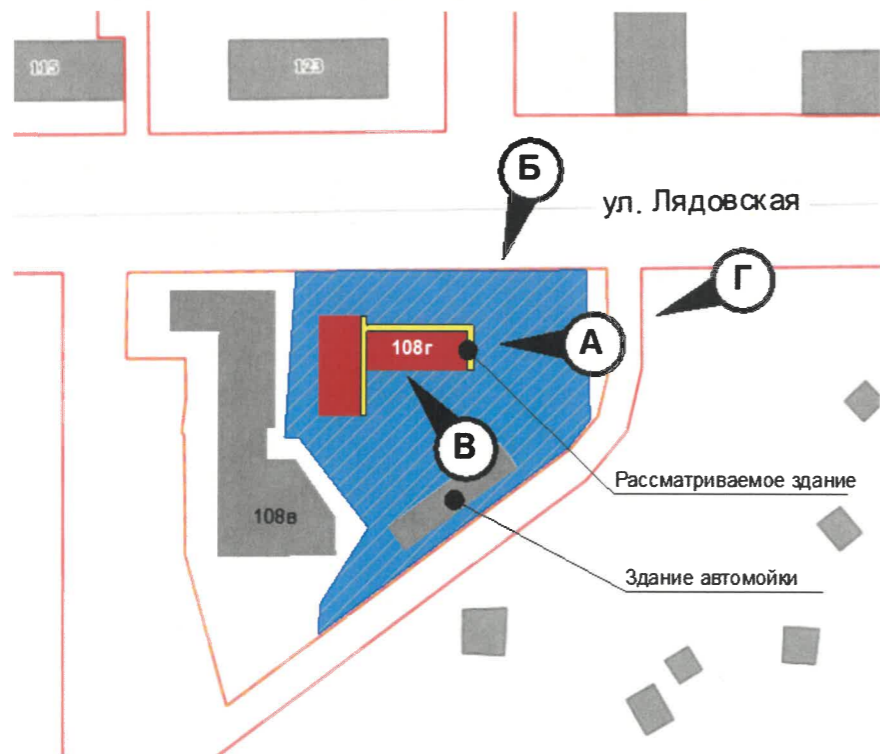 115
123
Б
ул. Лядовская
Г
108г
А
В
Рассматриваемое здание
108в
Здание автомойки